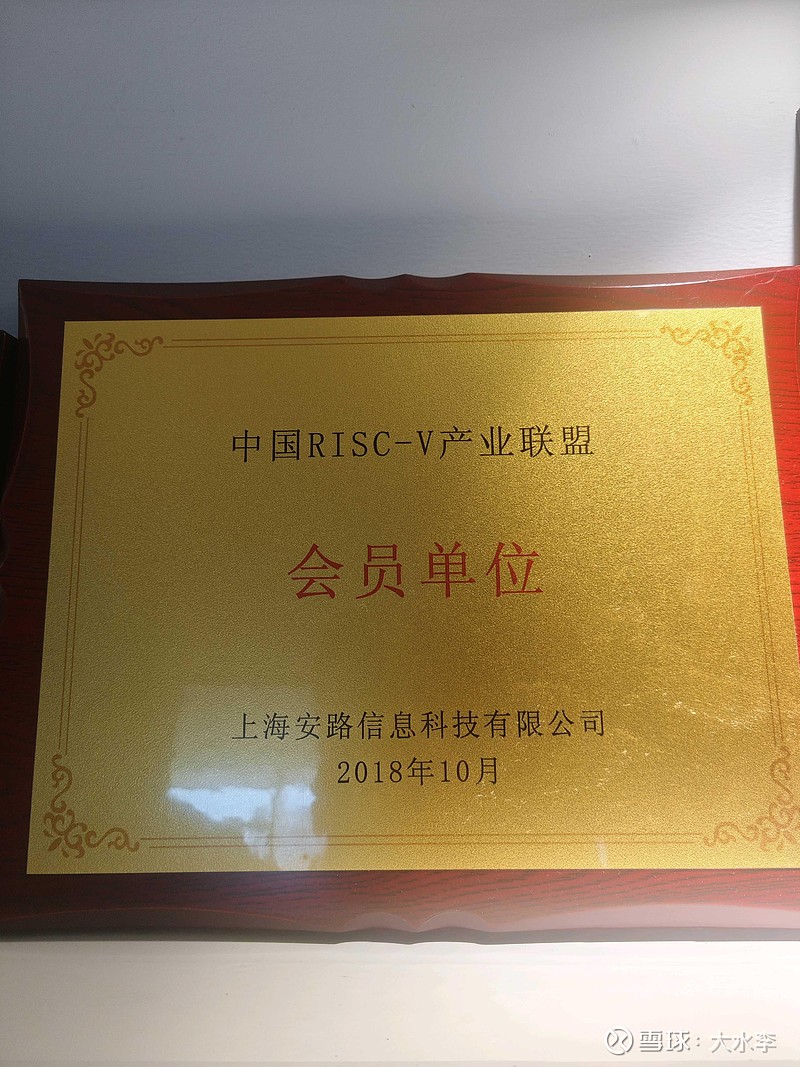 中国RISC-V产业联盟
会员单位
上海安路信息科技有限公司
2018年10月
雪球：大水李